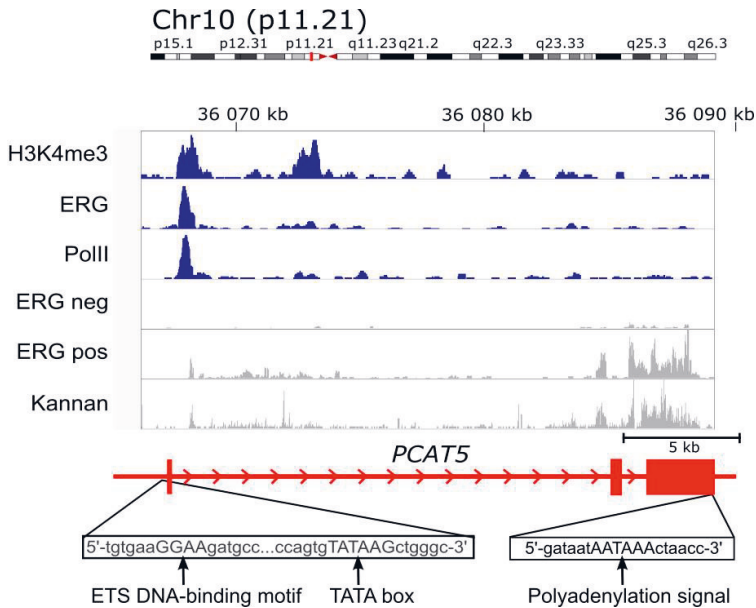 Chr10 (p11.21)
p15.1 p12.31 p11.21 q11.23 q21.2 q22.3 q23.33 q25.3 q26.3
36 070 kb 36 080 kb 36 090 kb
H3K4me3
ERG
PolII
ERG neg
ERG pos
Kannan
5 kb
PCAT5
5'-tgtgaaGGAAgatgcc...ccagtgTATAAGctgggc-3' 5'-gataatAATAAActaacc-3'
ETS DNA-binding motif TATA box Polyadenylation signal